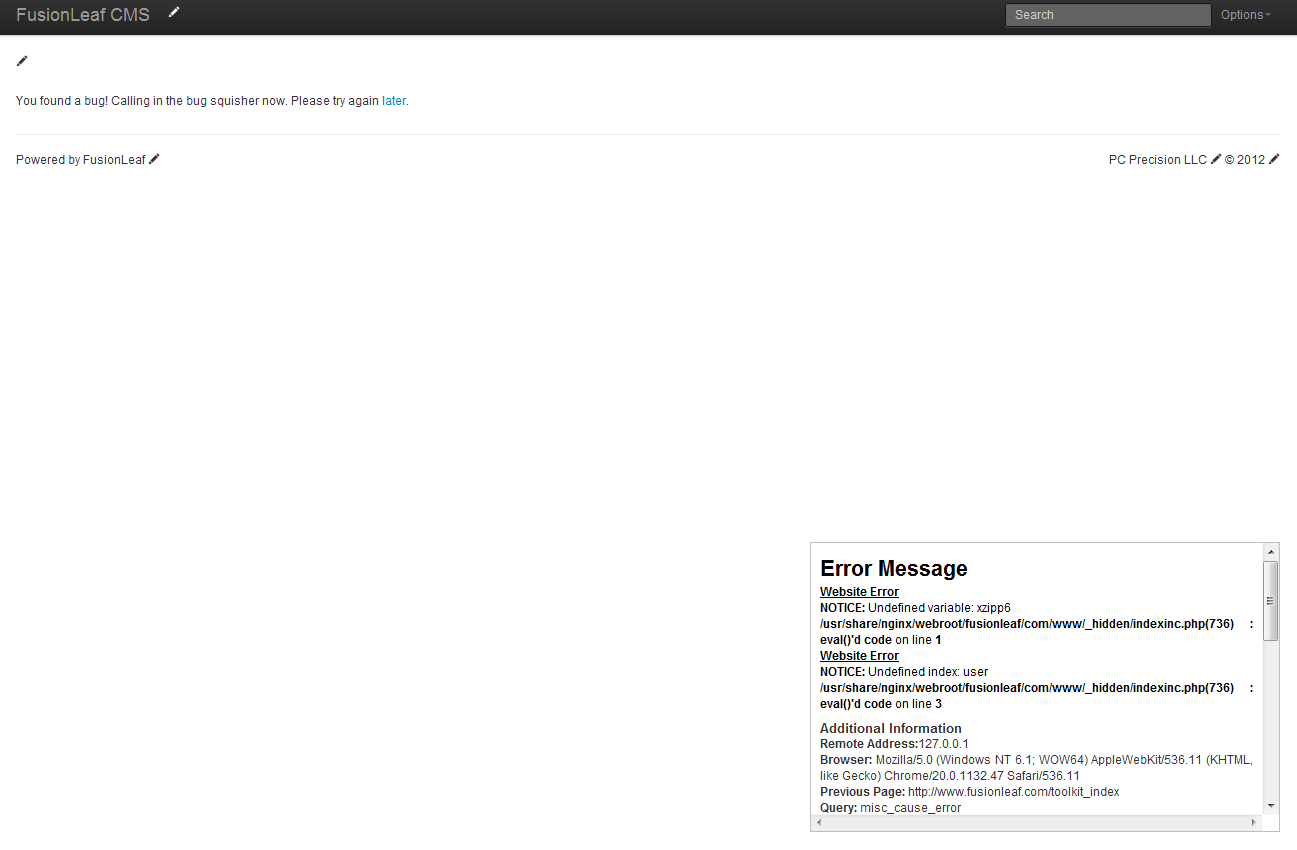 FusionLeaf CMS
Search
Options
You found a bug! Calling in the bug squisher now. Please try again later.
Powered by FusionLeaf
PC Precision LLC © 2012
Error Message
Website Error
NOTICE: Undefined variable: xzipp6
/usr/share/nginx/webroot/fusionleaf/com/www/_hidden/indexinc.php(736) :
eval()'d code on line 1
Website Error
NOTICE: Undefined index: user
/usr/share/nginx/webroot/fusionleaf/com/www/_hidden/indexinc.php(736) :
eval()'d code on line 3
Additional Information
Remote Address:127.0.0.1
Browser: Mozilla/5.0 (Windows NT 6.1; WOW64) AppleWebKit/536.11 (KHTML,
like Gecko) Chrome/20.0.1132.47 Safari/536.11
Previous Page: http://www.fusionleaf.com/toolkit_index
Query: misc_cause_error